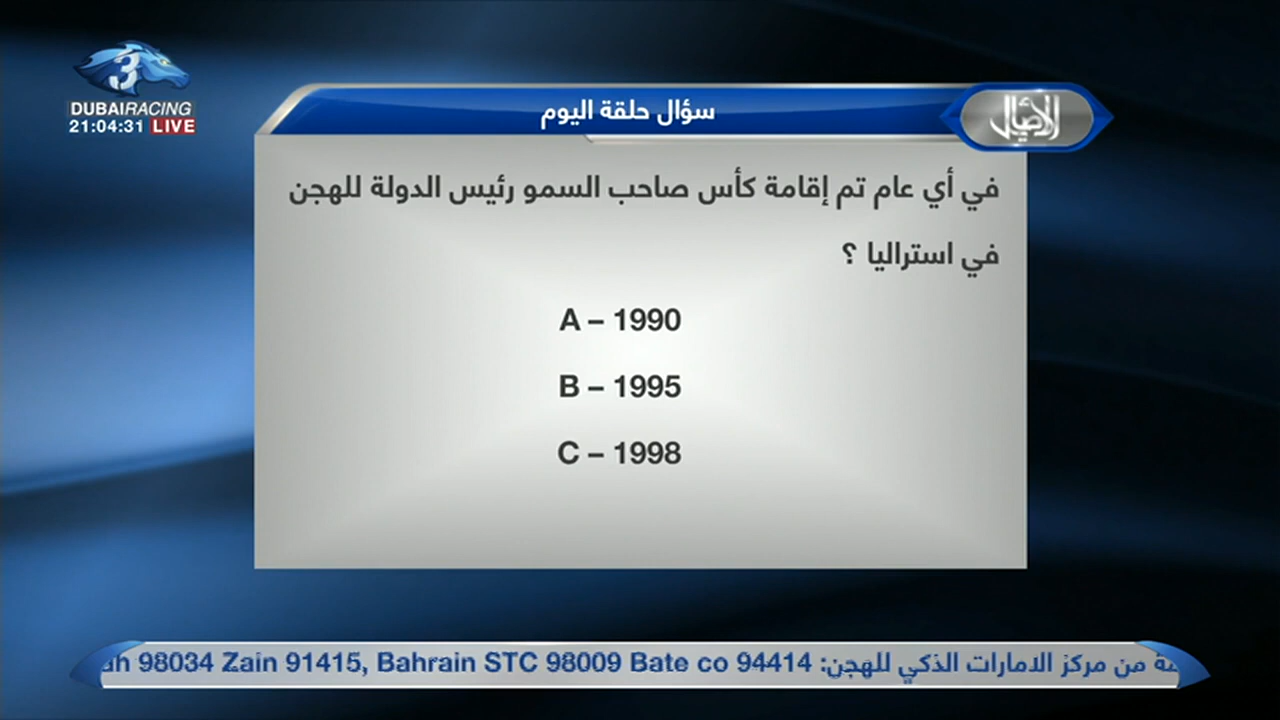 3
DUBAIRACING
21:04:31 LIVE
سؤال حلقة اليوم
الأصايل
في أي عام تم إقامة كأس صاحب السمو رئيس الدولة للهجن
في استراليا ؟
A – 1990
B – 1995
C – 1998
من مركز الامارات الذكي للهجن: 98034 Zain 91415, Bahrain STC 98009 Bate co 94414